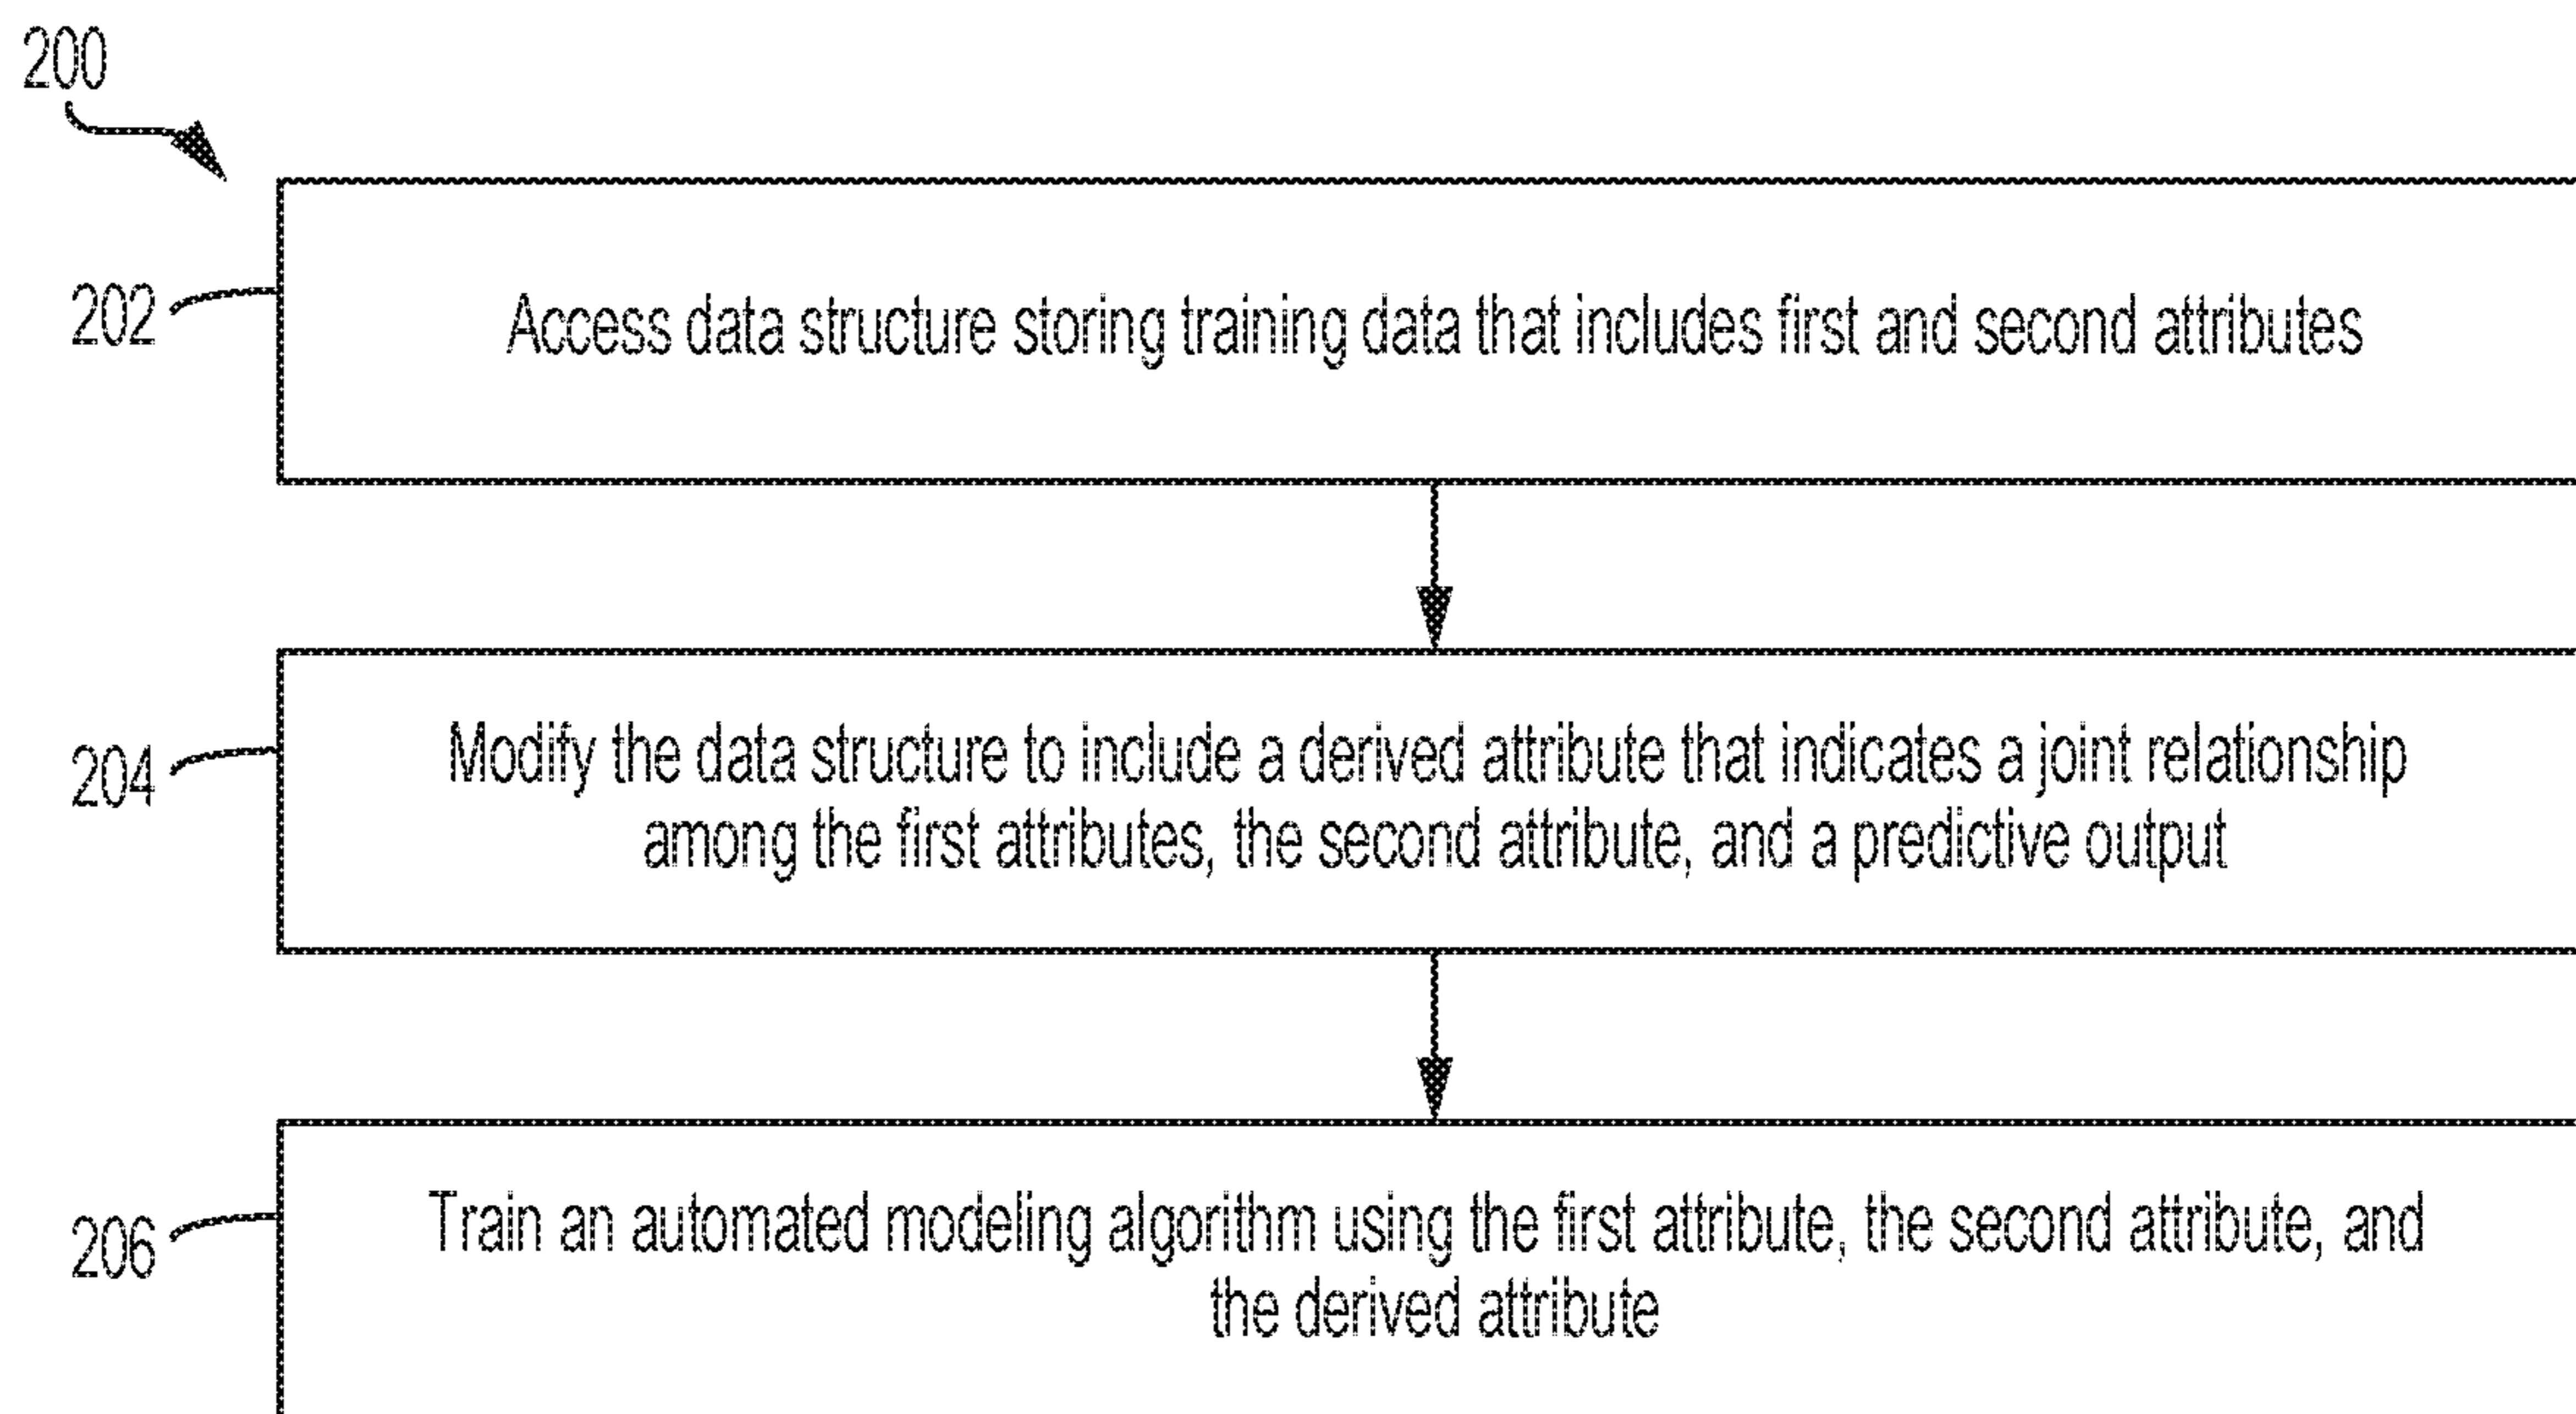 200
202
Access data structure storing training data that includes first and second attributes
204
Modify the data structure to include a derived attribute that indicates a joint relationship
among the first attributes, the second attribute, and a predictive output
206
Train an automated modeling algorithm using the first attribute, the second attribute, and
the derived attribute